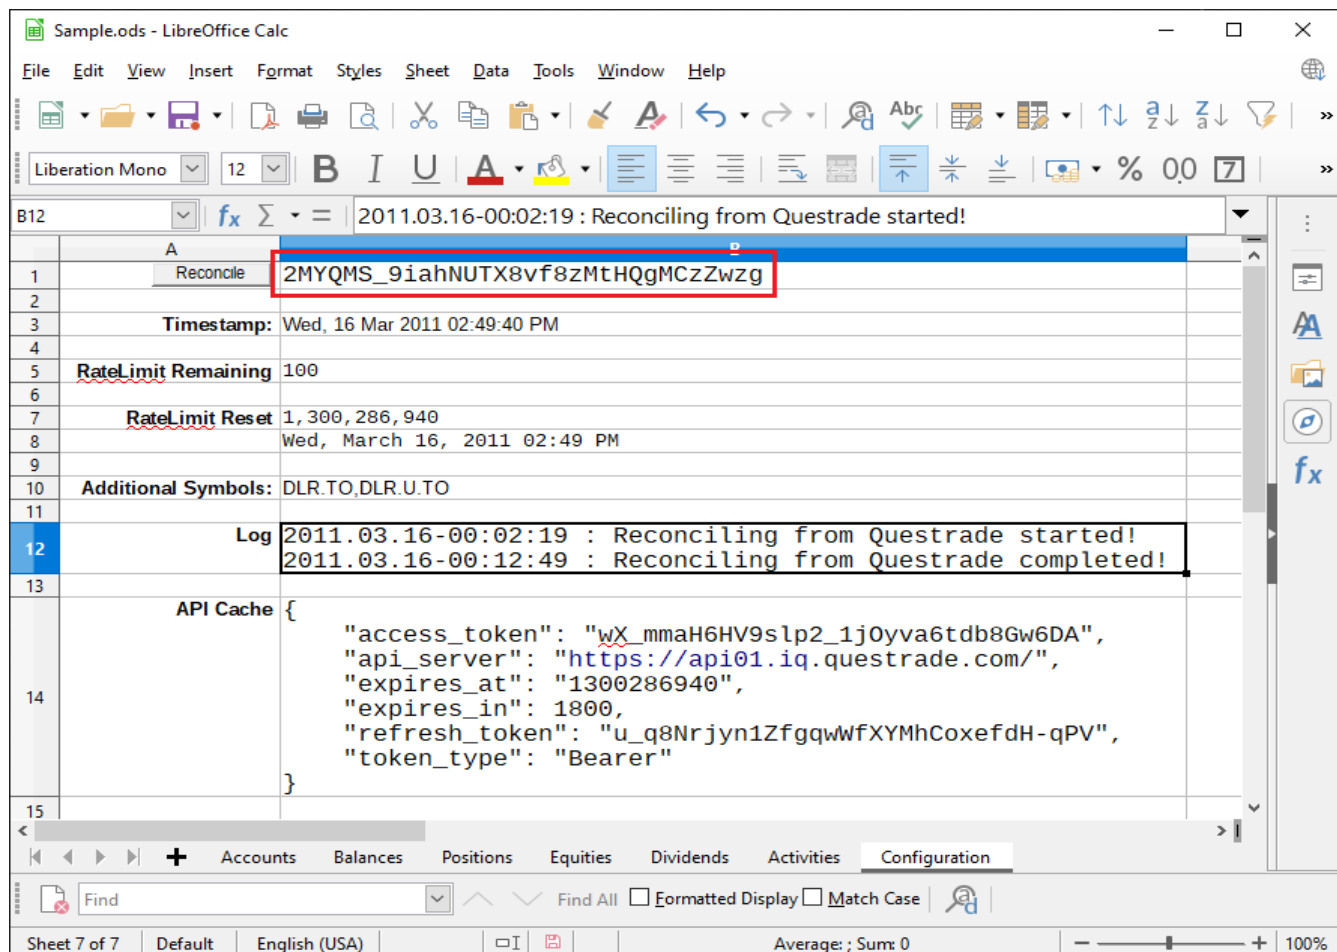 Sample.ods - LibreOffice Calc
File Edit View Insert Format Styles Sheet Data Tools Window Help
Liberation Mono 12
B12 2011.03.16-00:02:19 : Reconciling from Questrade started!
A B
1 Reconcile 2MYQMS_9iahNUTX8vf8zMtHQgMCzZwzg
2
3 Timestamp: Wed, 16 Mar 2011 02:49:40 PM
4
5 RateLimit Remaining 100
6
7 RateLimit Reset 1,300,286,940
8 Wed, March 16, 2011 02:49 PM
9
10 Additional Symbols: DLR.TO,DLR.U.TO
11
12 Log 2011.03.16-00:02:19 : Reconciling from Questrade started!
2011.03.16-00:12:49 : Reconciling from Questrade completed!
13
14 API Cache {
"access_token": "wX_mmaH6HV9slp2_1jOyva6tdb8Gw6DA",
"api_server": "https://api01.iq.questrade.com/",
"expires_at": "1300286940",
"expires_in": 1800,
"refresh_token": "u_q8Nrjyn1ZfgqwWfXYMhCoxefdH-qPV",
"token_type": "Bearer"
}
15
Accounts Balances Positions Equities Dividends Activities Configuration
Find Find All Formatted Display Match Case
Sheet 7 of 7 Default English (USA) Average: ; Sum: 0 100%